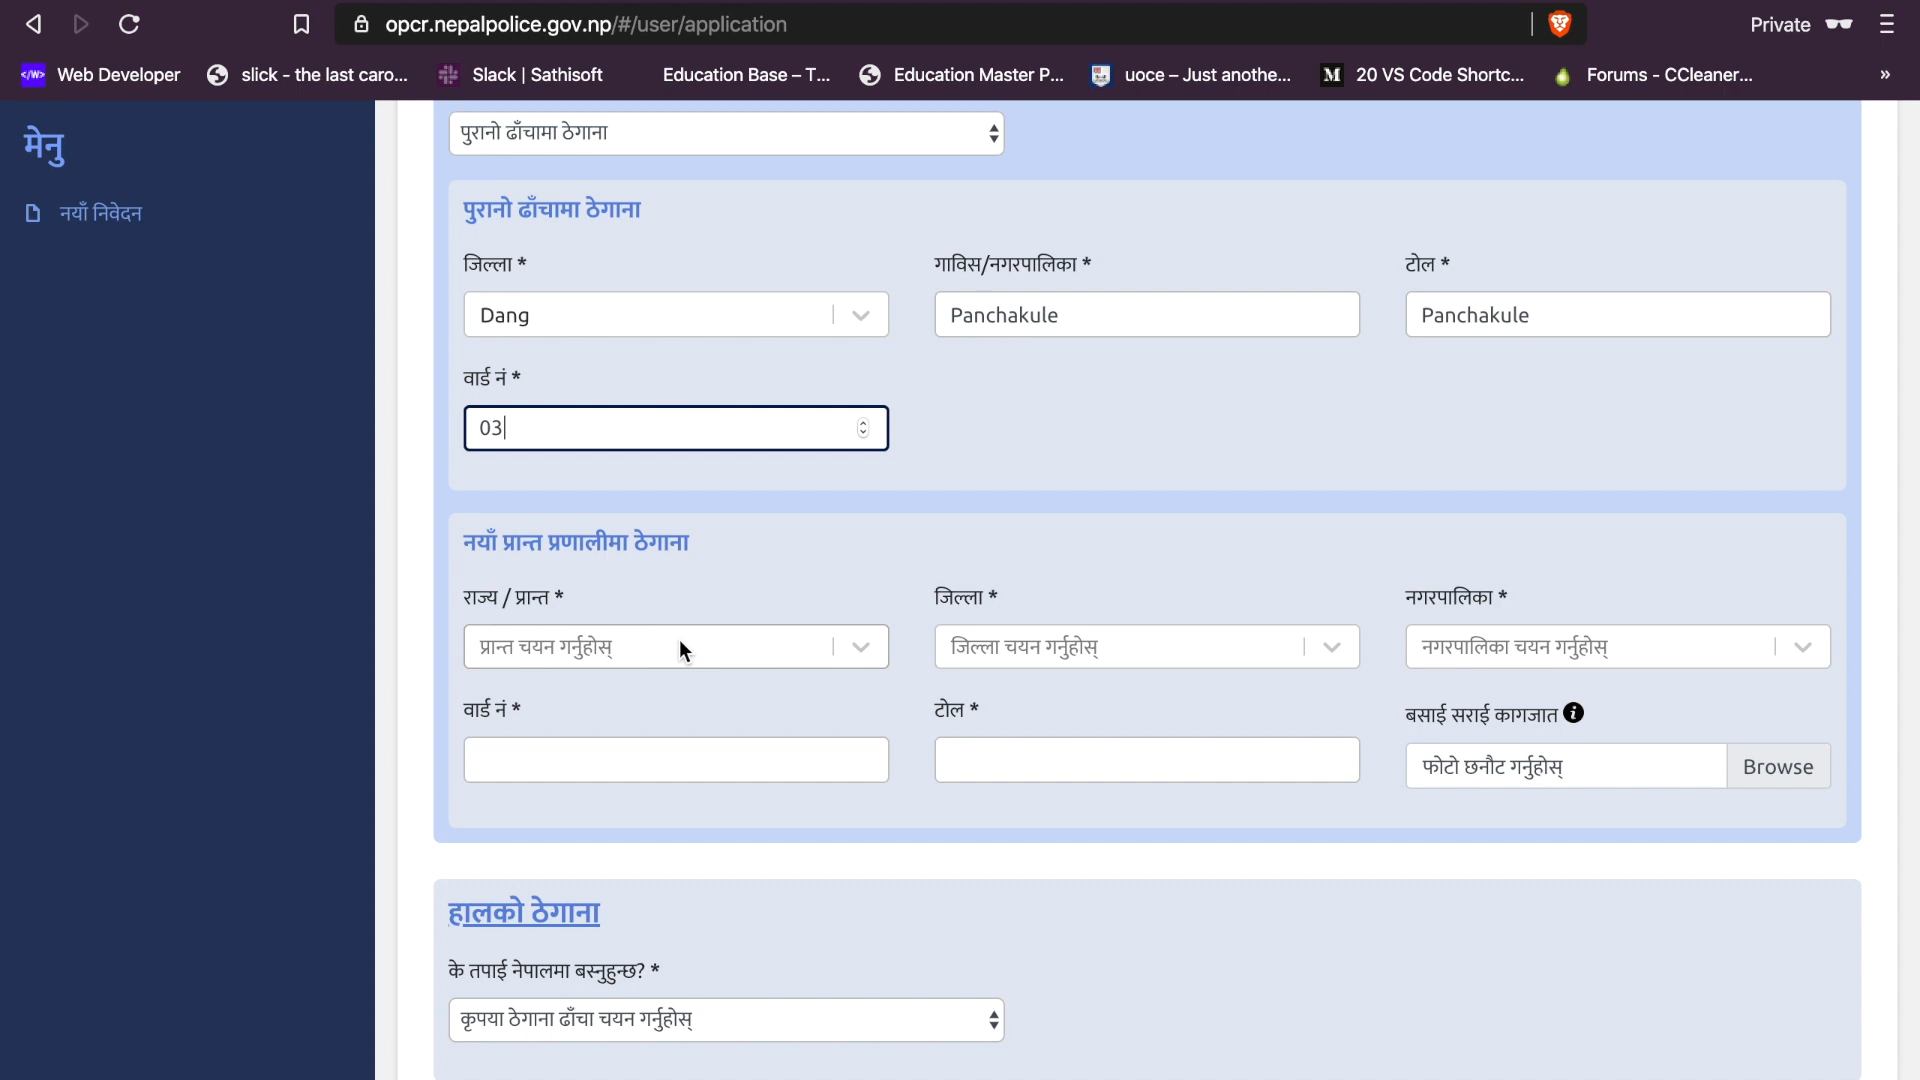 opcr.nepalpolice.gov.np/#/user/application
Private
</W> Web Developer
slick - the last caro...
Slack | Sathisoft
Education Base – T...
Education Master P...
uoce – Just anothe...
M 20 VS Code Shortc...
Forums - CCleaner...
»
मेनु
नयाँ निवेदन
पुरानो ढाँचामा ठेगाना
पुरानो ढाँचामा ठेगाना
जिल्ला *
गाविस/नगरपालिका *
टोल *
Dang
Panchakule
Panchakule
वार्ड नं *
03
नयाँ प्रान्त प्रणालीमा ठेगाना
राज्य / प्रान्त *
जिल्ला *
नगरपालिका *
प्रान्त चयन गर्नुहोस्
जिल्ला चयन गर्नुहोस्
नगरपालिका चयन गर्नुहोस्
वार्ड नं *
टोल *
बसाई सराई कागजात
फोटो छनौट गर्नुहोस्
Browse
हालको ठेगाना
के तपाई नेपालमा बस्नुहुन्छ? *
कृपया ठेगाना ढाँचा चयन गर्नुहोस्